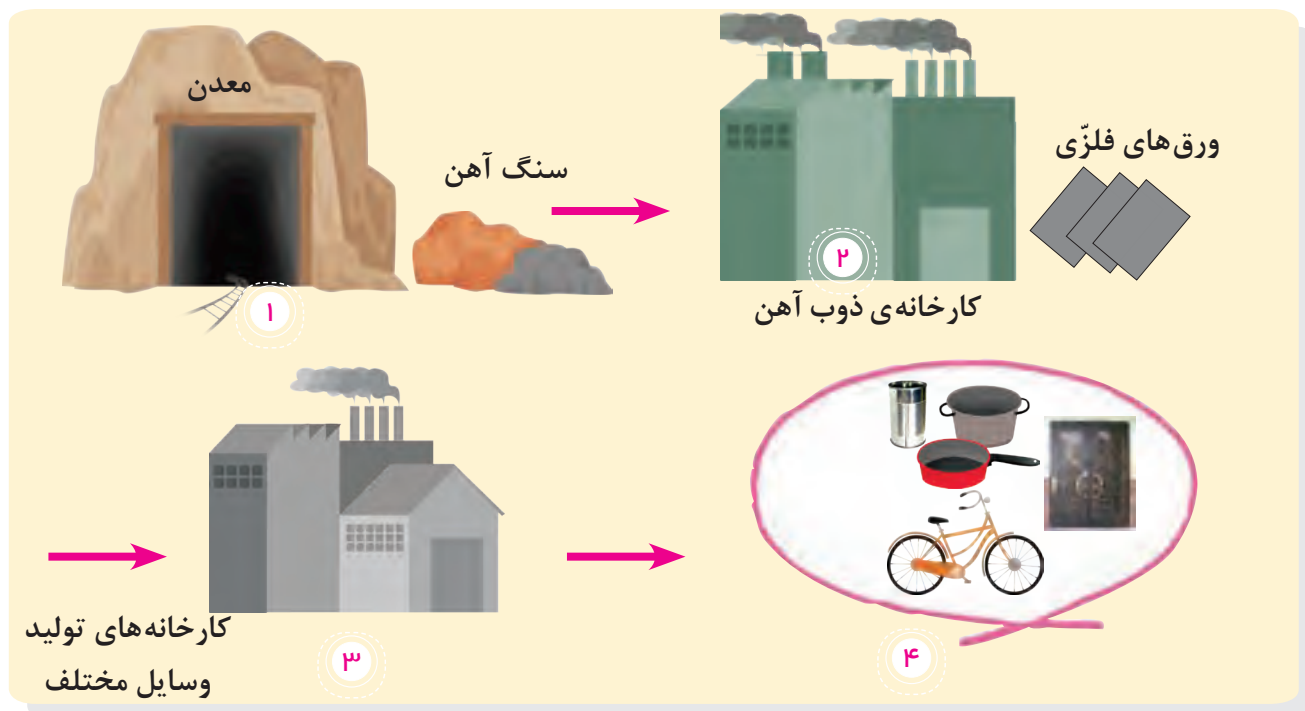 معدن
سنگ آهن
۱
ورق‌های فلزّی
۲
کارخانه‌ی ذوب آهن
کارخانه‌های تولید
وسایل مختلف
۳
۴